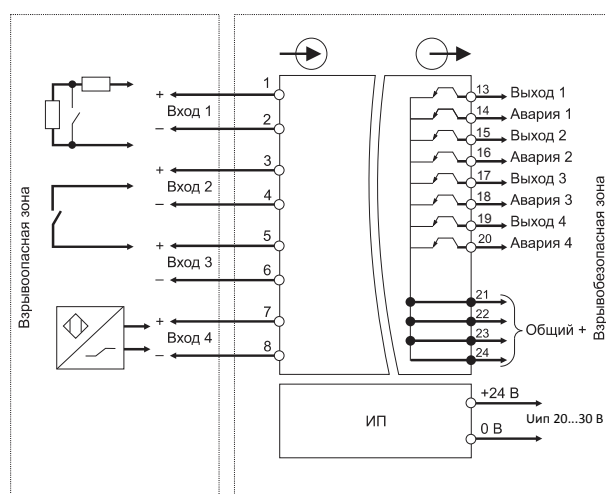 Взрывоопасная зона
+
Вход 1
–
+
Вход 2
–
+
Вход 3
–
+
Вход 4
–
1
2
3
4
5
6
7
8
13 Выход 1
14 Авария 1
15 Выход 2
16 Авария 2
17 Выход 3
18 Авария 3
19 Выход 4
20 Авария 4
21
22
23
24
Общий +
ИП
+24 В
0 В
Uип 20...30 В
Взрывобезопасная зона